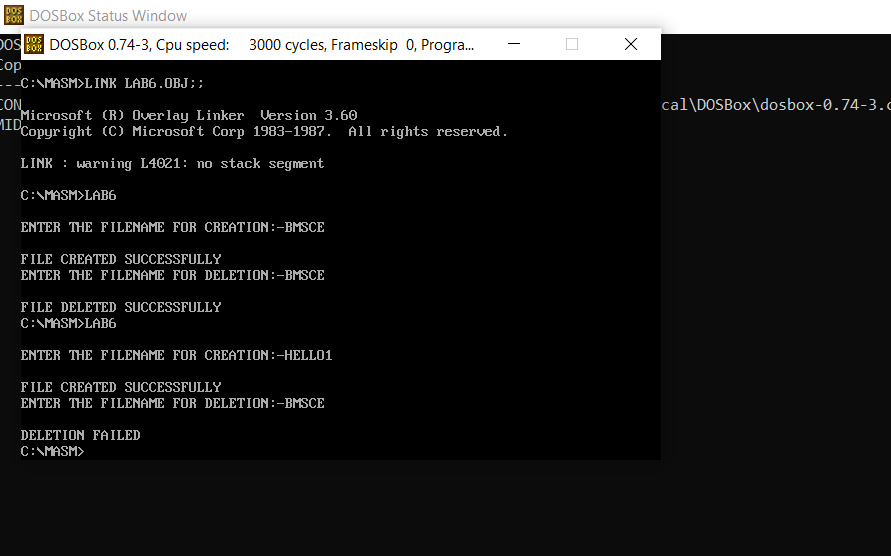 DOSBox Status Window
DOSBox 0.74-3, Cpu speed: 3000 cycles, Frameskip 0, Progra...
DOS
Cop
---
CON
cal\DOSBox\dosbox-0.74-3.c
MID
C:\MASM>LINK LAB6.OBJ;;
Microsoft (R) Overlay Linker Version 3.60
Copyright (C) Microsoft Corp 1983-1987. All rights reserved.
LINK : warning L4021: no stack segment
C:\MASM>LAB6
ENTER THE FILENAME FOR CREATION:-BMSCE
FILE CREATED SUCCESSFULLY
ENTER THE FILENAME FOR DELETION:-BMSCE
FILE DELETED SUCCESSFULLY
C:\MASM>LAB6
ENTER THE FILENAME FOR CREATION:-HELLO1
FILE CREATED SUCCESSFULLY
ENTER THE FILENAME FOR DELETION:-BMSCE
DELETION FAILED
C:\MASM>